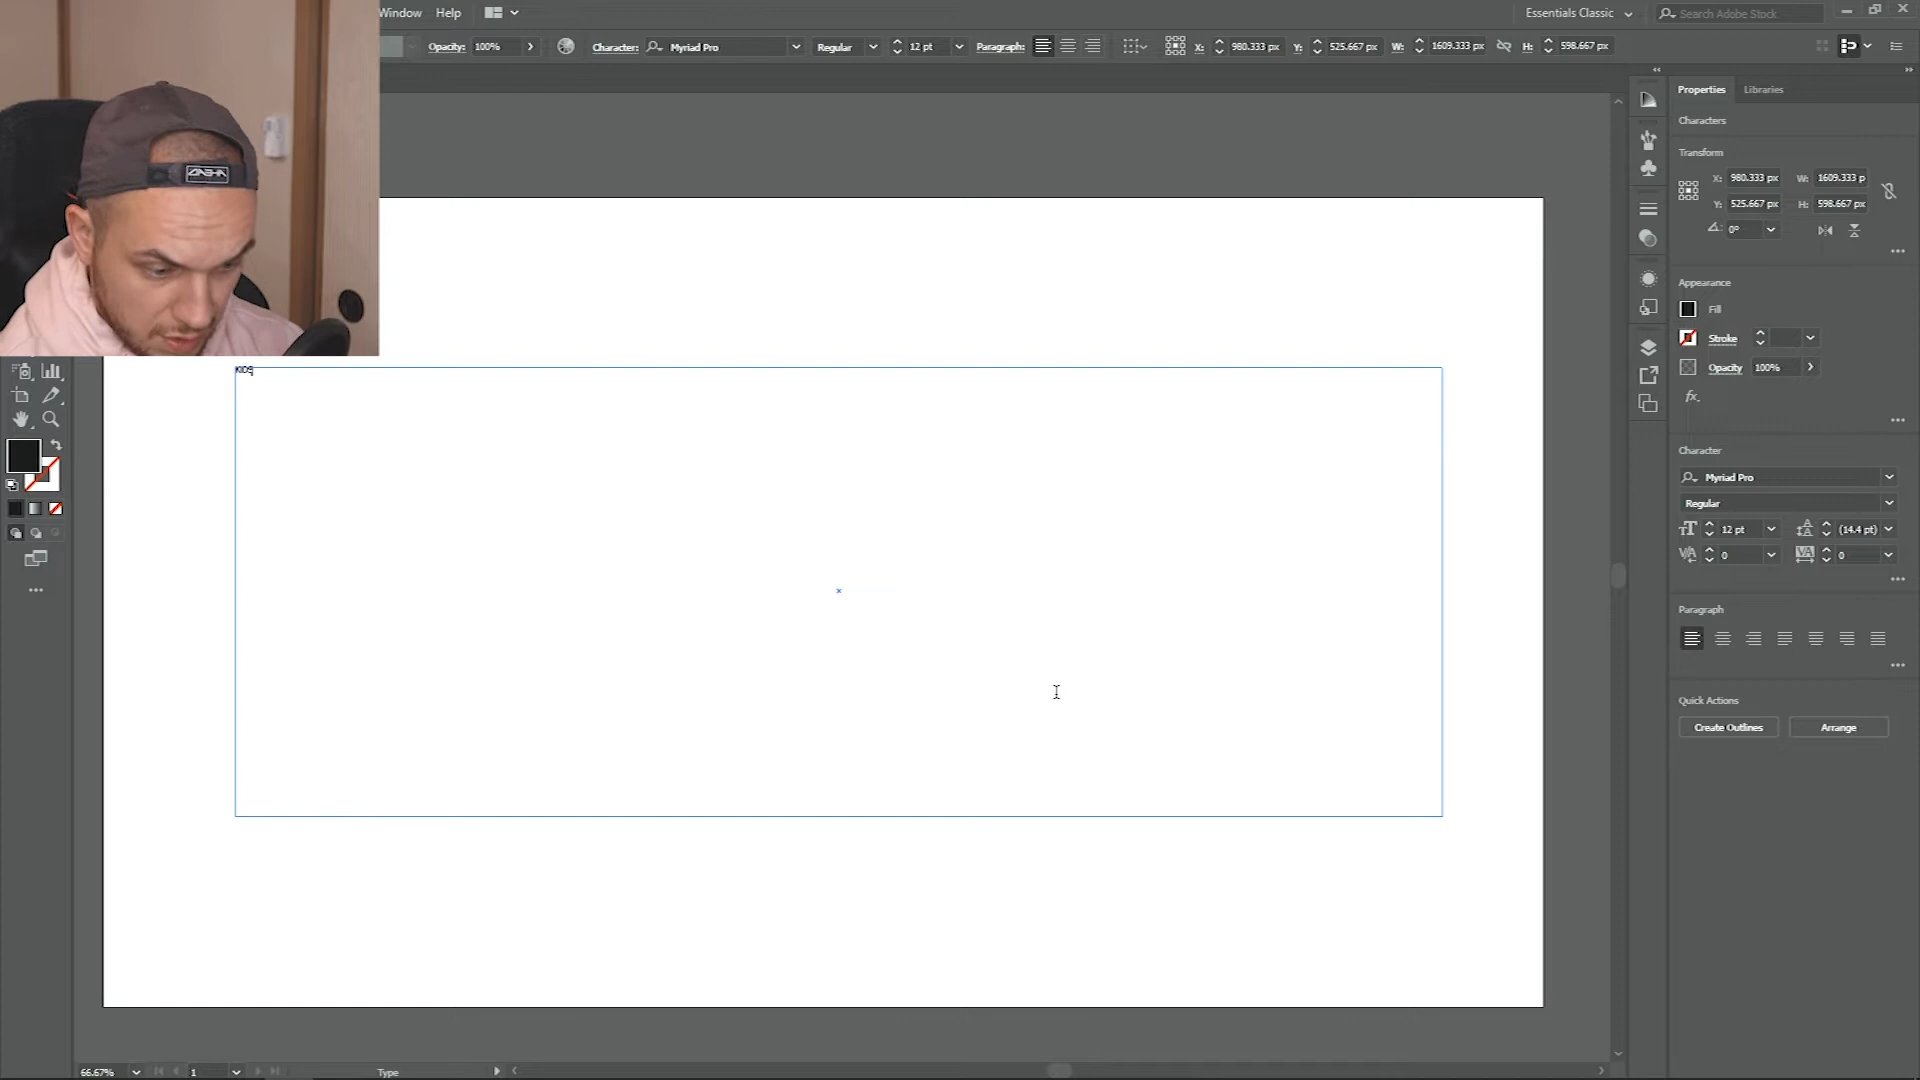 Window Help
Essentials Classic
Search Adobe Stock
Opacity: 100% Character: Myriad Pro Regular 12 pt Paragraph: X: 980.333 px Y: 525.667 px W: 1609.333 px H: 598.667 px
Properties Libraries
Characters
Transform
X: 980.333 px W: 1609.333 p
Y: 525.667 px H: 598.667 px
0°
Appearance
Fill
Stroke
Opacity 100%
fx.
Character
Myriad Pro
Regular
12 pt (14.4 pt)
0 0
Paragraph
Quick Actions
Create Outlines Arrange
KIDS
66.67% 1 Type